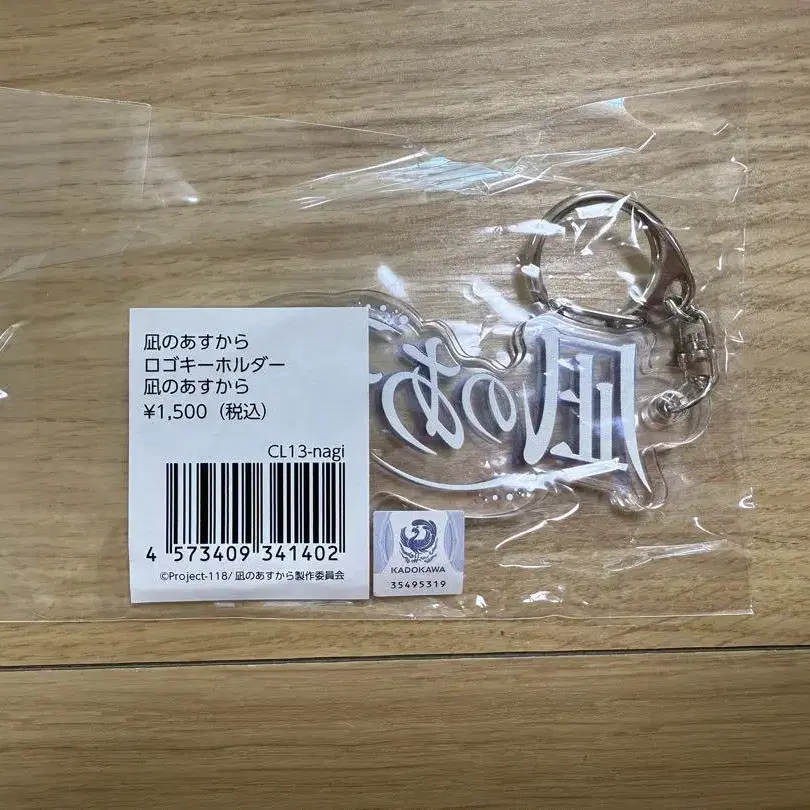 凪のあすから
ロゴキーホルダー
凪のあすから
¥1,500（税込）
CL13-nagi
4 573409 341402
©Project-118/ 凪のあすから製作委員会
KADOKAWA
35495319
凪のあ